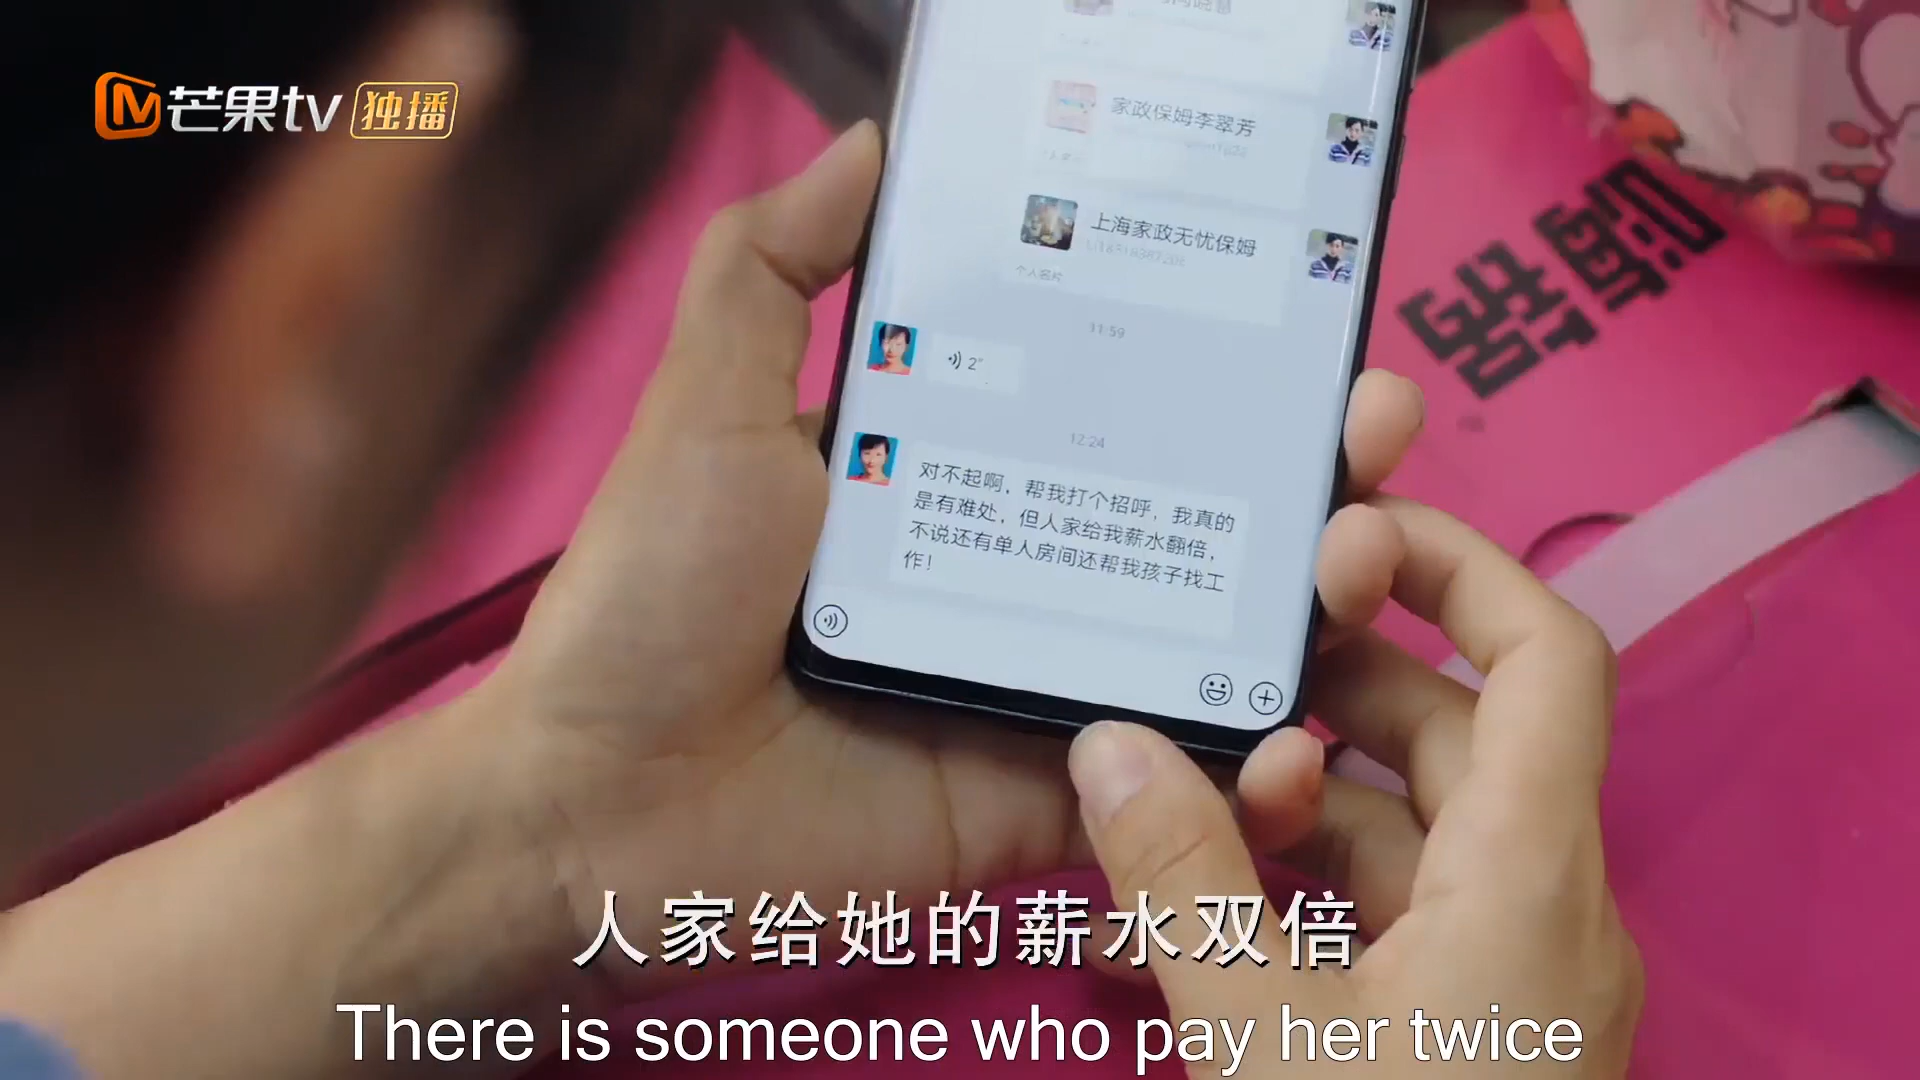 芒果tv 独播
家政保姆李翠芳
上海家政无忧保姆
个人名片
11:59
2"
12:24
对不起啊，帮我打个招呼，我真的
是有难处，但人家给我薪水翻倍，
不说还有单人房间还帮我孩子找工
作！
人家给她的薪水双倍
There is someone who pay her twice